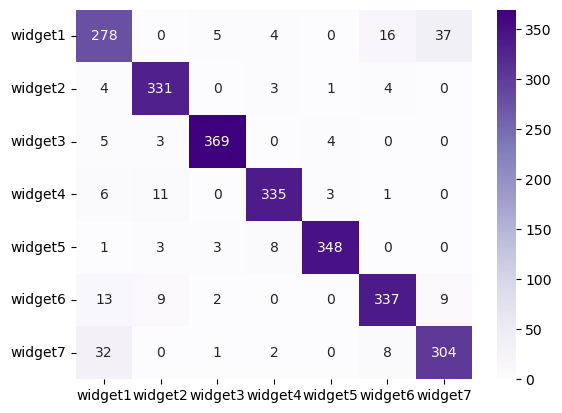 widget1 278 0 5 4 0 16 37
widget2 4 331 0 3 1 4 0
widget3 5 3 369 0 4 0 0
widget4 6 11 0 335 3 1 0
widget5 1 3 3 8 348 0 0
widget6 13 9 2 0 0 337 9
widget7 32 0 1 2 0 8 304
widget1 widget2 widget3 widget4 widget5 widget6 widget7
350
300
250
200
150
100
50
0